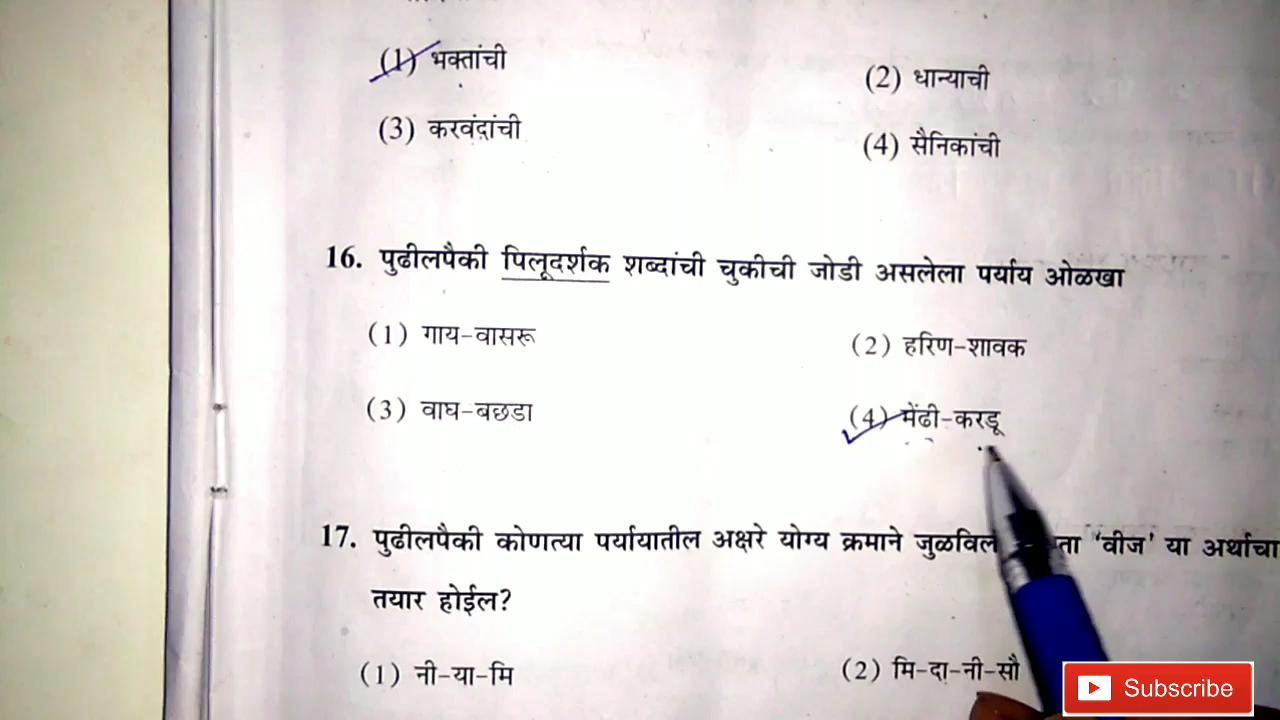 (1) भक्तांची
(2) धान्याची
(3) करवंदांची
(4) सैनिकांची
16. पुढीलपैकी पिलूदर्शक शब्दांची चुकीची जोडी असलेला पर्याय ओळखा
(1) गाय-वासरू
(2) हरिण-शावक
(3) वाघ-बछडा
(4) मेंढी-करडू
17. पुढीलपैकी कोणत्या पर्यायातील अक्षरे योग्य क्रमाने 'वीज' या अर्थाचा
तयार होईल?
(1) नी-या-मि
(2) मि-दा-नी-सौ
Subscribe